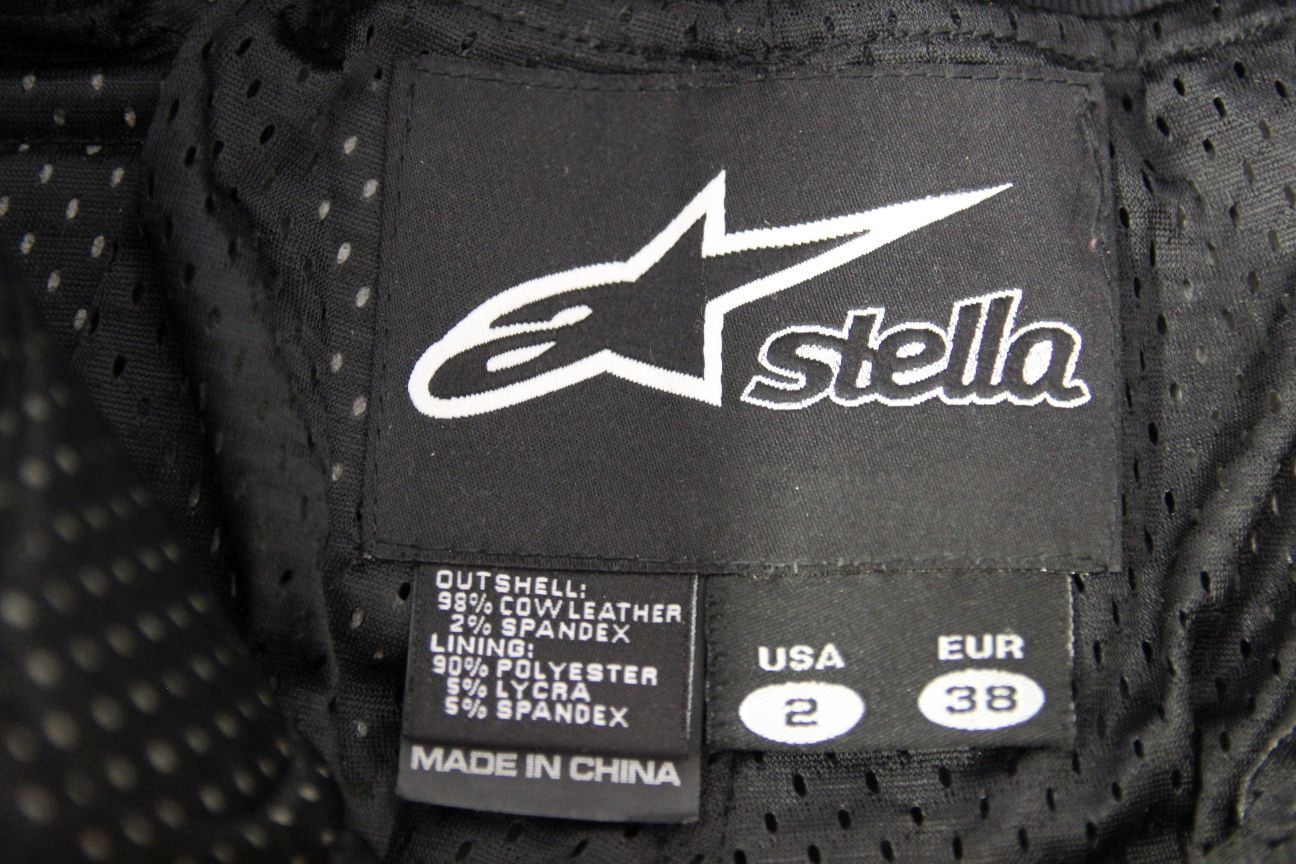 stella
OUTSHELL:
98% COW LEATHER
2% SPANDEX
LINING:
90% POLYESTER
5% LYCRA
5% SPANDEX
MADE IN CHINA
USA
2
EUR
38